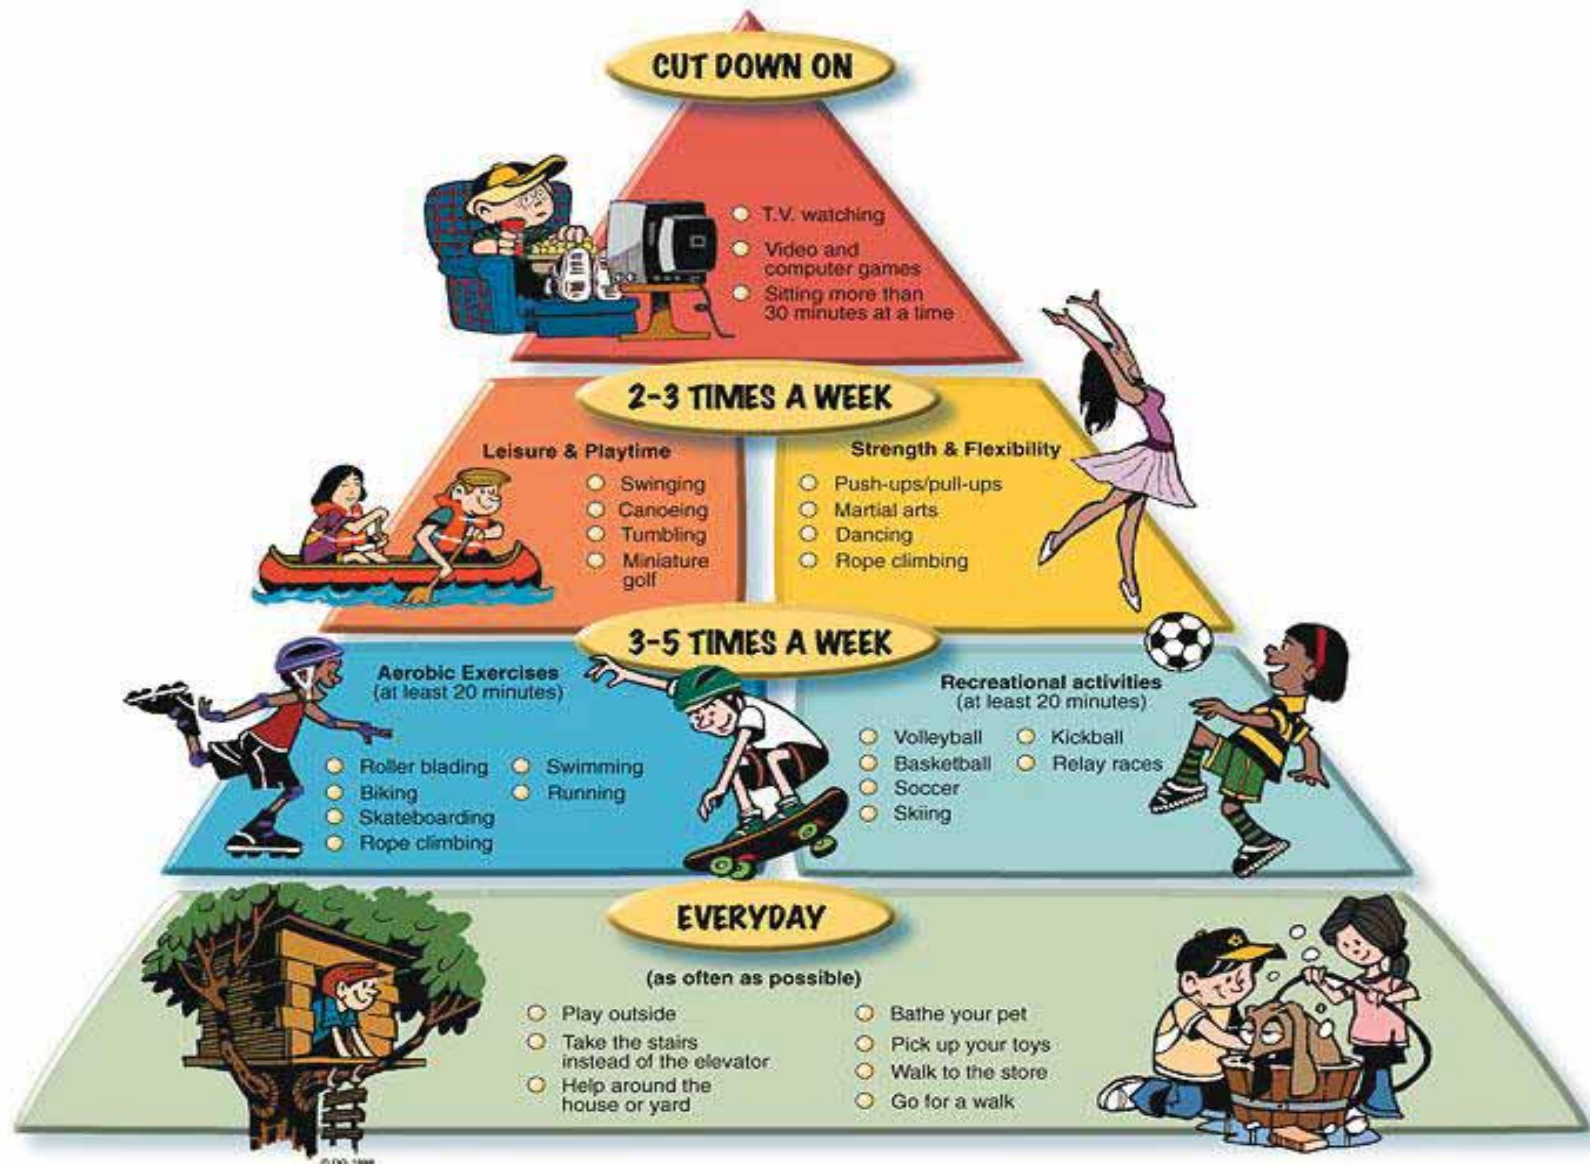 CUT DOWN ON
T.V. watching
Video and
computer games
Sitting more than
30 minutes at a time
2-3 TIMES A WEEK
Leisure & Playtime
Swinging
Canoeing
Tumbling
Miniature
golf
Strength & Flexibility
Push-ups/pull-ups
Martial arts
Dancing
Rope climbing
3-5 TIMES A WEEK
Aerobic Exercises
(at least 20 minutes)
Roller blading
Biking
Skateboarding
Rope climbing
Swimming
Running
Recreational activities
(at least 20 minutes)
Volleyball
Basketball
Soccer
Skiing
Kickball
Relay races
EVERYDAY
(as often as possible)
Play outside
Take the stairs
instead of the elevator
Help around the
house or yard
Bathe your pet
Pick up your toys
Walk to the store
Go for a walk